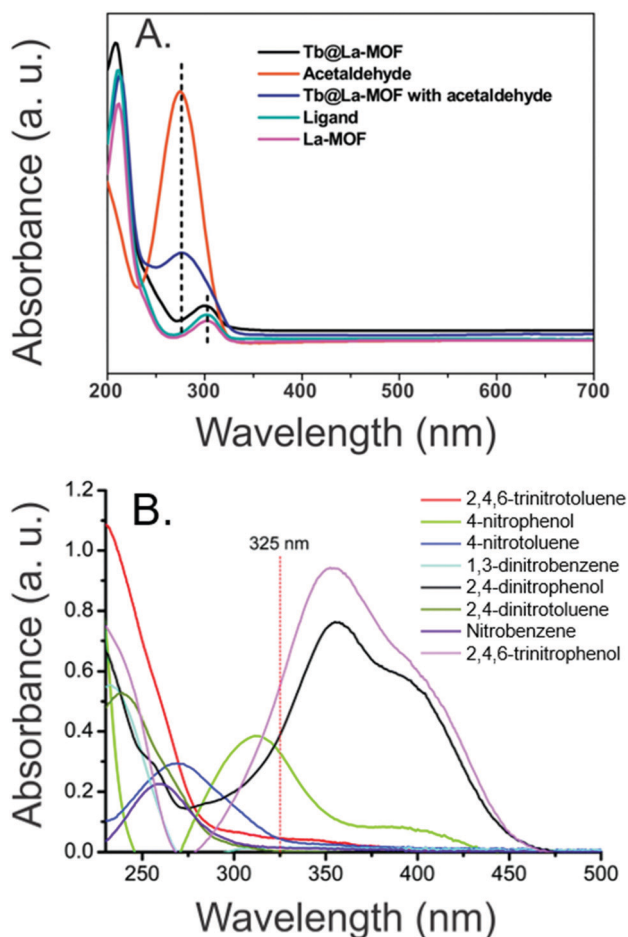 A.
Tb@La-MOF
Acetaldehyde
Tb@La-MOF with acetaldehyde
Ligand
La-MOF
Absorbance (a. u.)
200 300 400 500 600 700
Wavelength (nm)
B.
325 nm
2,4,6-trinitrotoluene
4-nitrophenol
4-nitrotoluene
1,3-dinitrobenzene
2,4-dinitrophenol
2,4-dinitrotoluene
Nitrobenzene
2,4,6-trinitrophenol
Absorbance (a. u.)
1.2
1.0
0.8
0.6
0.4
0.2
0.0
250 300 350 400 450 500
Wavelength (nm)